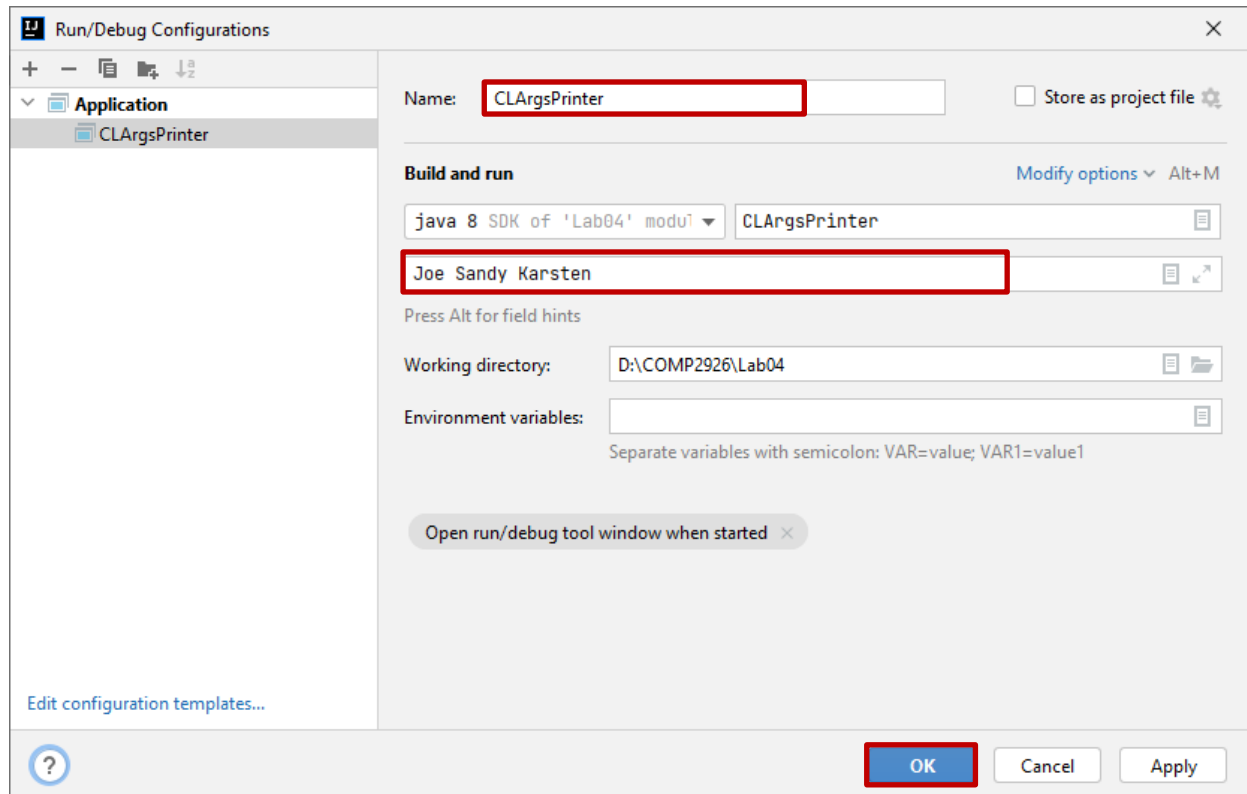 Run/Debug Configurations
Application
CLArgsPrinter
Edit configuration templates...
Name: CLArgsPrinter
Store as project file
Build and run
Modify options Alt+M
java 8 SDK of 'Lab04' modul CLArgsPrinter
Joe Sandy Karsten
Press Alt for field hints
Working directory: D:\COMP2926\Lab04
Environment variables:
Separate variables with semicolon: VAR=value; VAR1=value1
Open run/debug tool window when started
? OK Cancel Apply